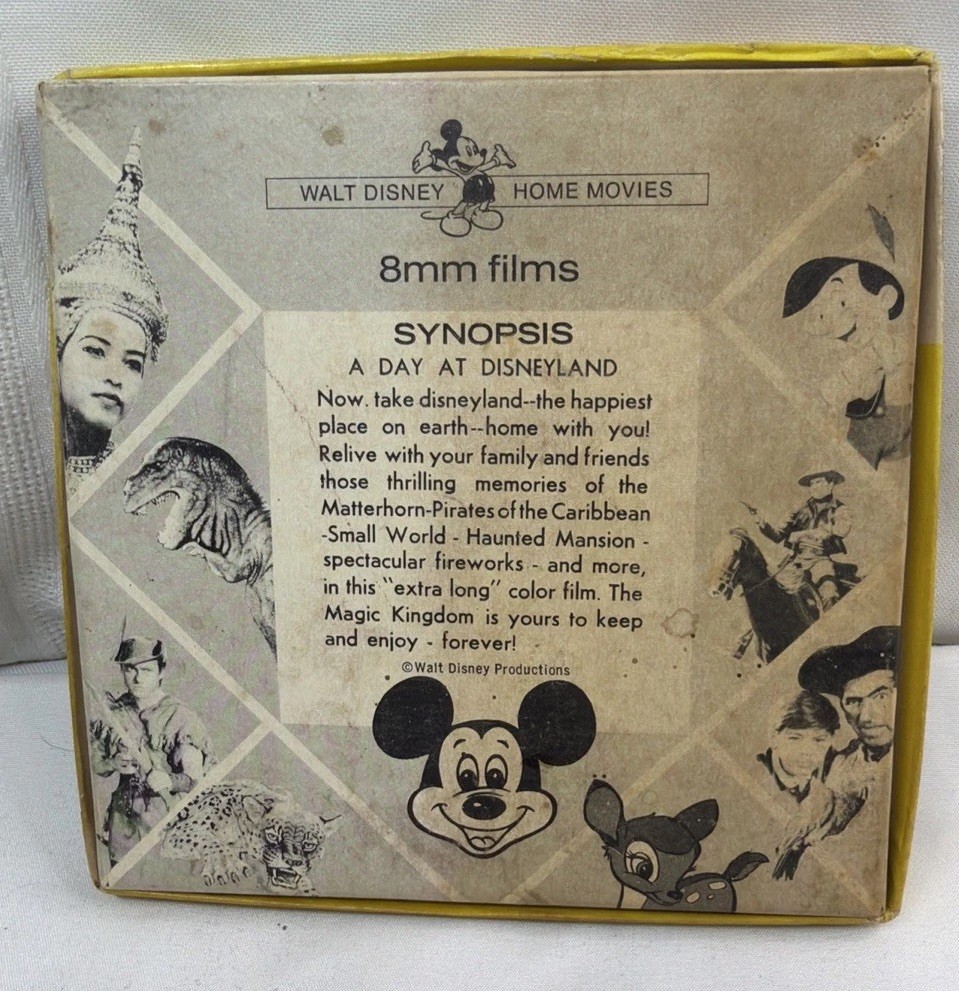 WALT DISNEY HOME MOVIES
8mm films
SYNOPSIS
A DAY AT DISNEYLAND
Now. take disneyland--the happiest
place on earth--home with you!
Relive with your family and friends
those thrilling memories of the
Matterhorn-Pirates of the Caribbean
-Small World - Haunted Mansion -
spectacular fireworks - and more,
in this "extra long" color film. The
Magic Kingdom is yours to keep
and enjoy - forever!
©Walt Disney Productions